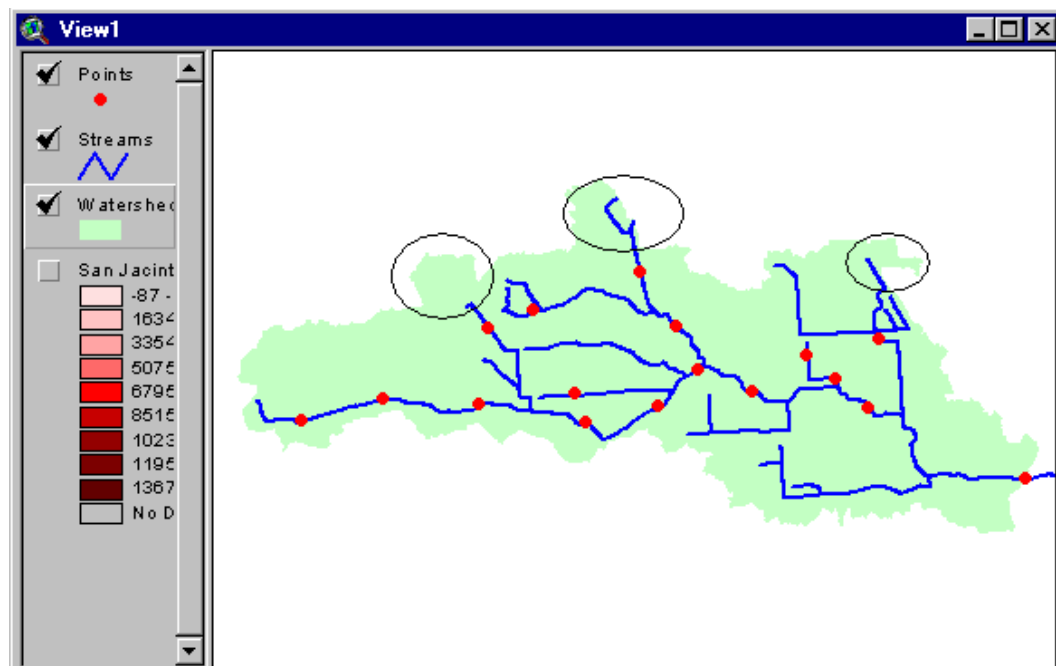 View1
Points
Streams
Watershed
San Jacint
-87 -
1634
3354
5075
6795
8515
1023
1195
1367
No D